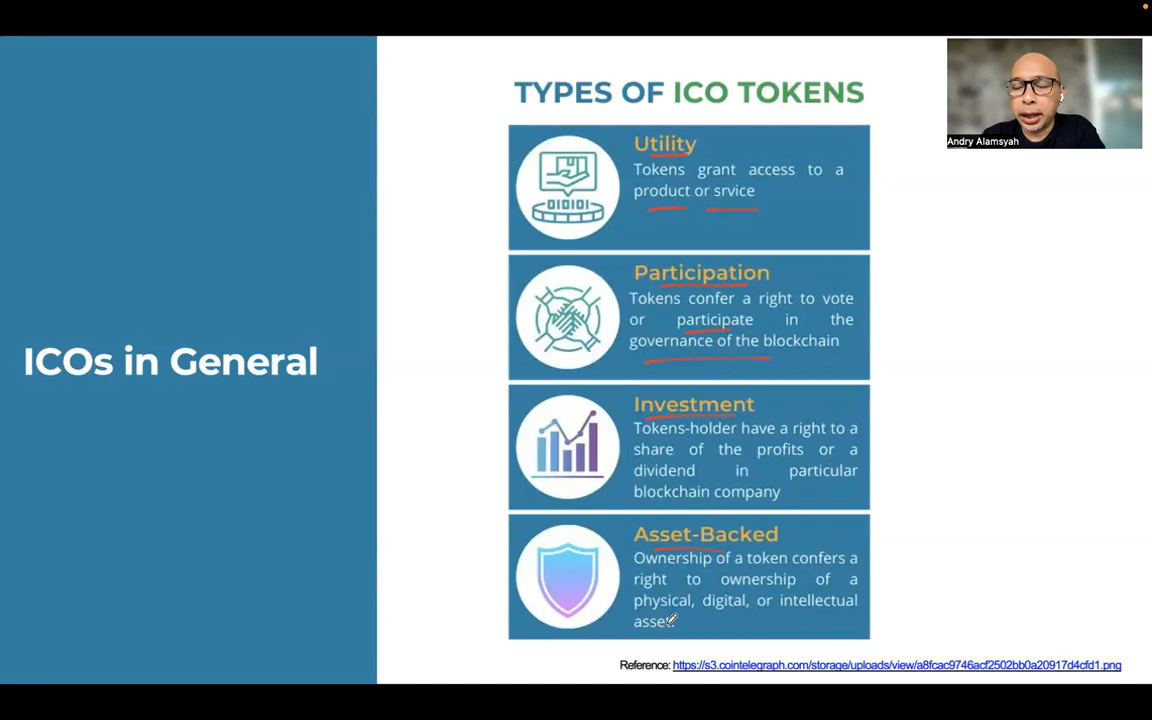 TYPES OF ICO TOKENS
Andry Alamsyah
Utility
Tokens grant access to a
product or srvice
010101
Participation
Tokens confer a right to vote
or participate in the
governance of the blockchain
ICOs in General
Investment
Tokens-holder have a right to a
share of the profits or a
dividend in particular
blockchain company
Asset-Backed
Ownership of a token confers a
right to ownership of a
physical, digital, or intellectual
Reference: https://s3.cointelegraph.com/storage/uploads/view/a8fcac9746acf2502bb0a20917d4cfd1.png